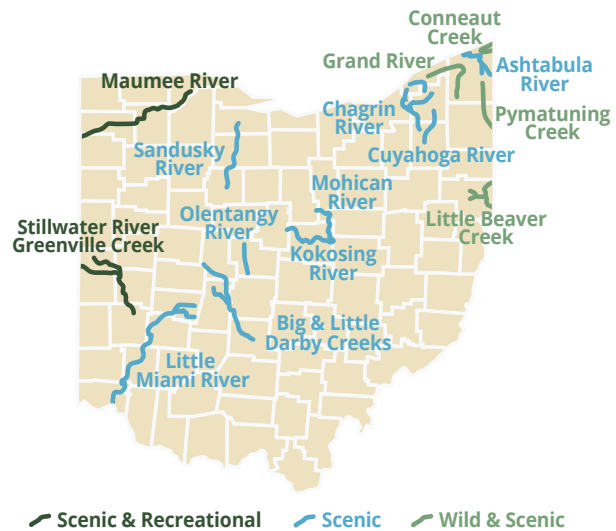 Conneaut
Creek
Grand River
Ashtabula
River
Maumee River
Chagrin
River
Pymatuning
Creek
Sandusky
River
Cuyahoga River
Mohican
River
Olentangy
River
Little Beaver
Creek
Stillwater River
Greenville Creek
Kokosing
River
Big & Little
Darby Creeks
Little
Miami River
Scenic & Recreational
Scenic
Wild & Scenic